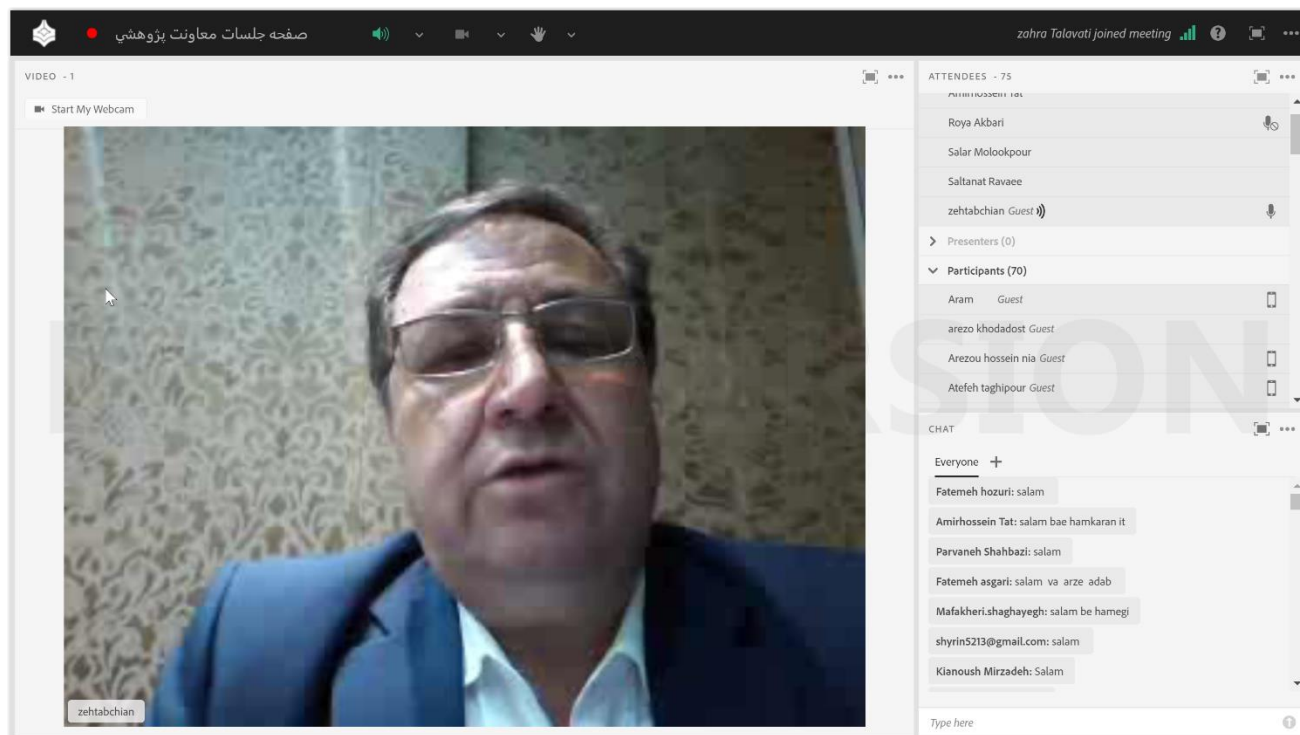 صفحه جلسات معاونت پژوهشي
zahra Talavati joined meeting
VIDEO - 1
Start My Webcam
zehtabchian
ATTENDEES - 75
Amirhossein Tat
Roya Akbari
Salar Molookpour
Saltanat Ravaee
zehtabchian Guest
Presenters (0)
Participants (70)
Aram Guest
arezo khodadost Guest
Arezou hossein nia Guest
Atefeh taghipour Guest
CHAT
Everyone
Fatemeh hozuri: salam
Amirhossein Tat: salam bae hamkaran it
Parvaneh Shahbazi: salam
Fatemeh asgari: salam va arze adab
Mafakheri.shaghayegh: salam be hamegi
shyrin5213@gmail.com: salam
Kianoush Mirzadeh: Salam
Type here